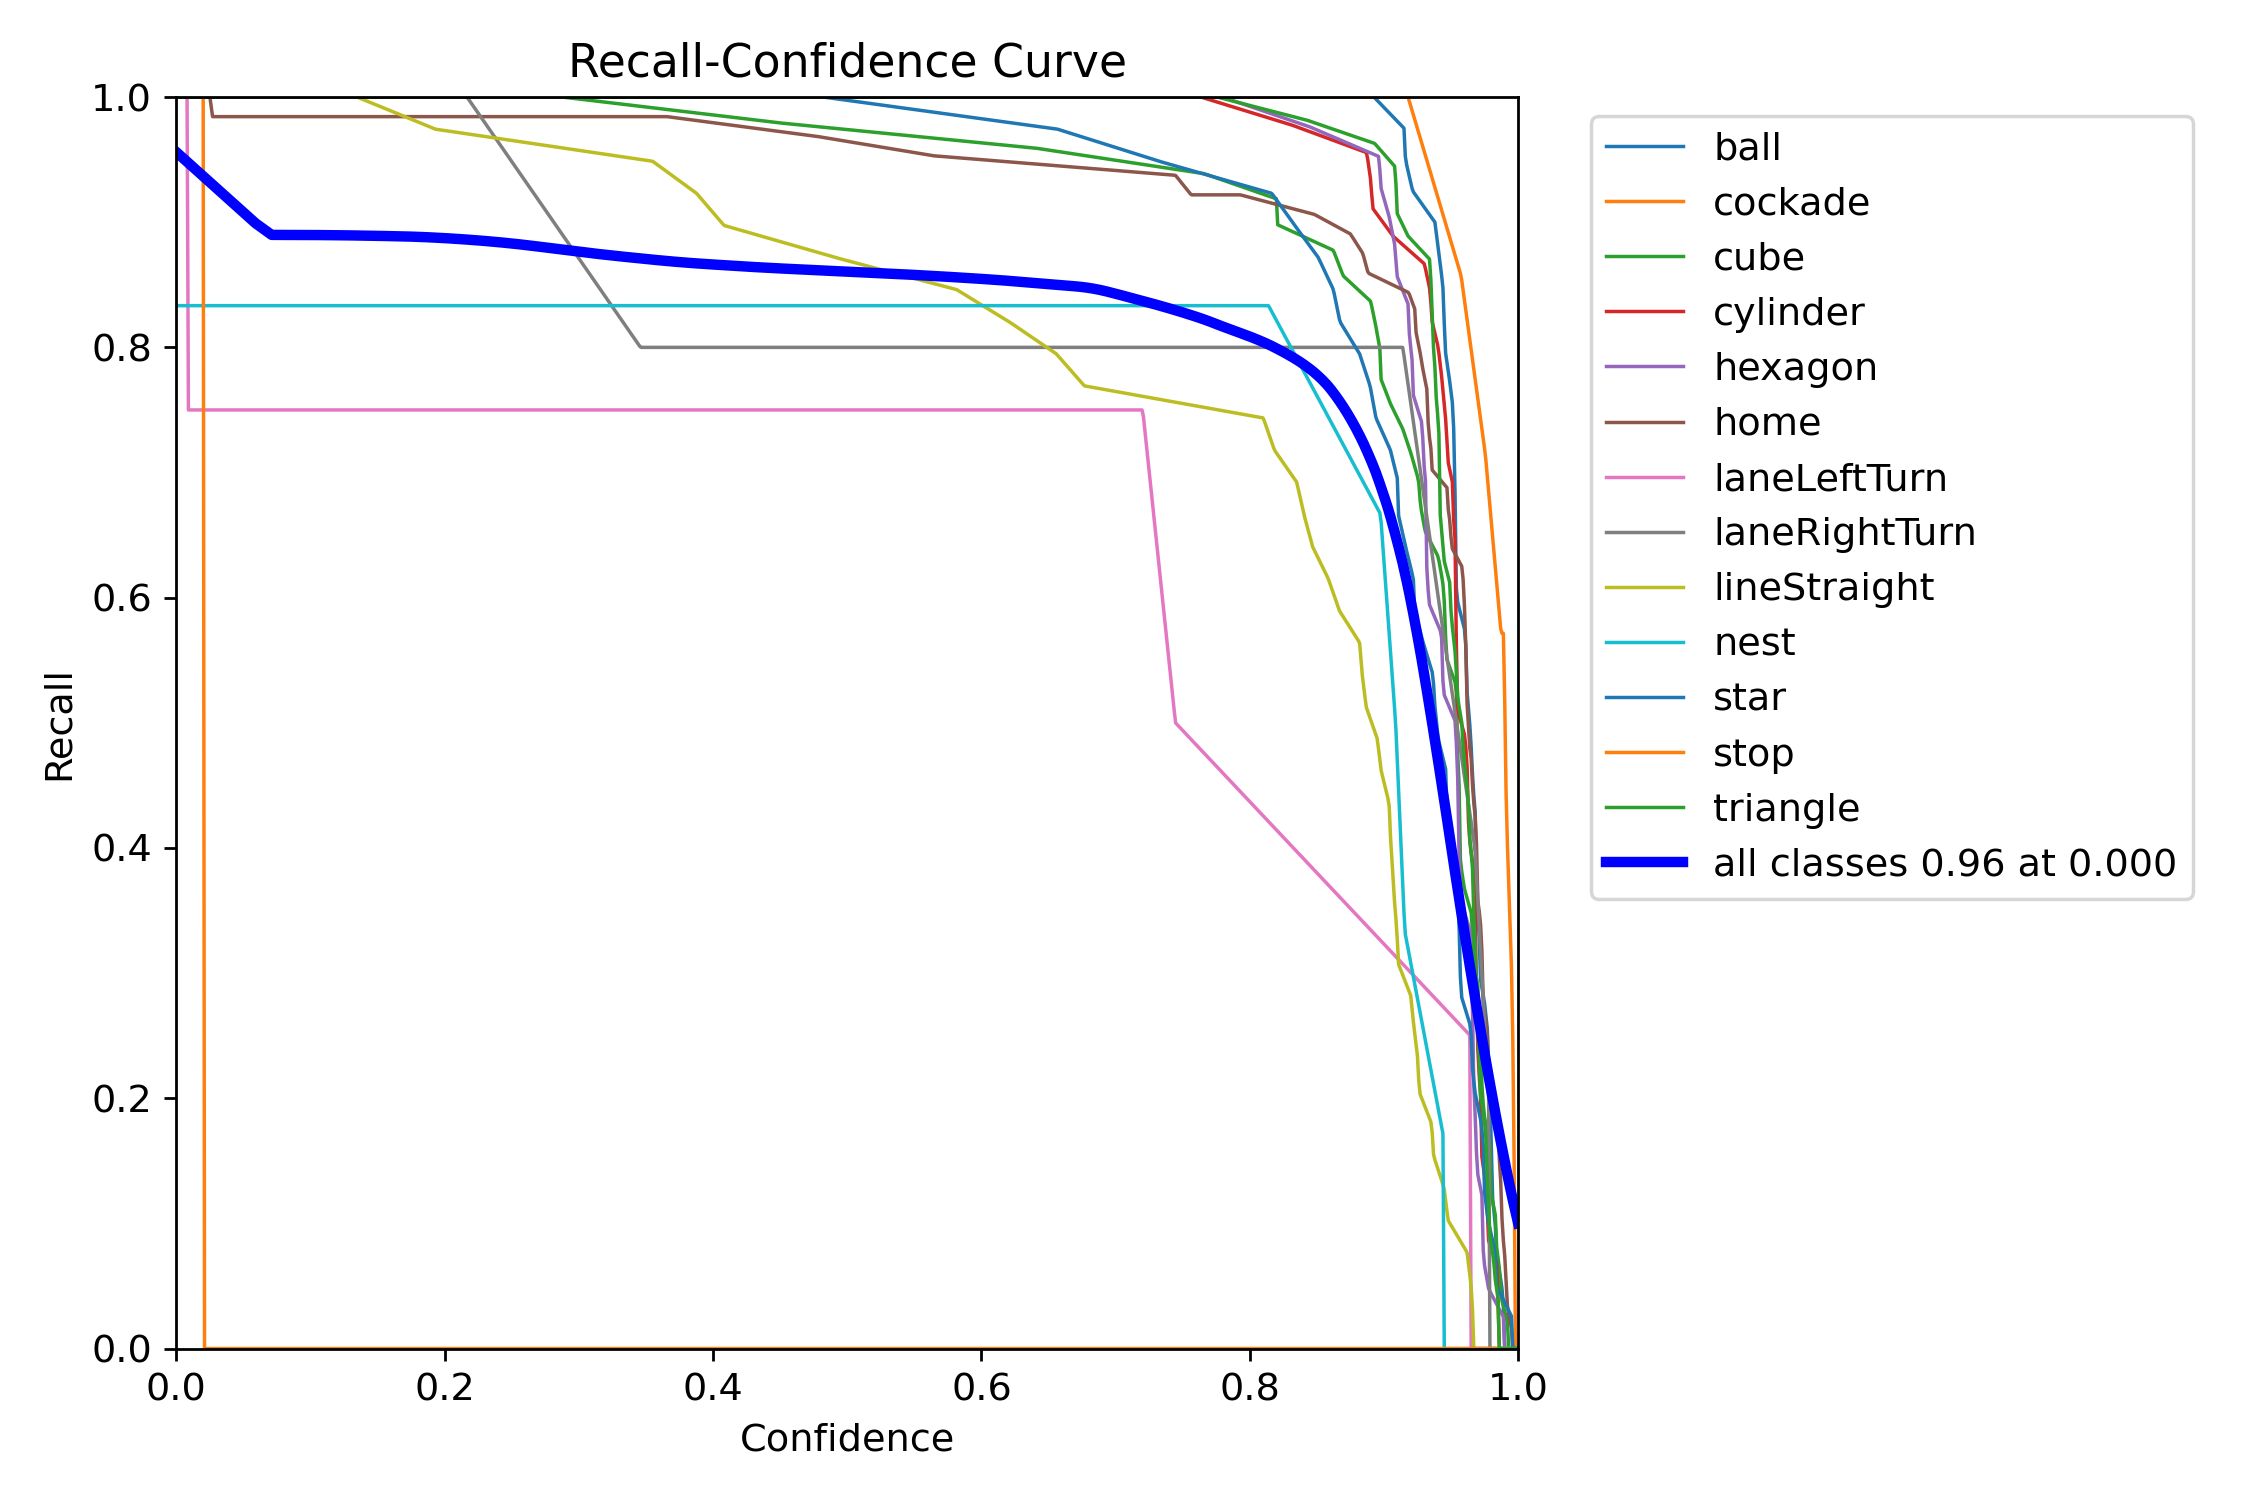 Recall-Confidence Curve
1.0
0.8
0.6
0.4
0.2
0.0
Recall
0.0 0.2 0.4 0.6 0.8 1.0
Confidence
ball
cockade
cube
cylinder
hexagon
home
laneLeftTurn
laneRightTurn
lineStraight
nest
star
stop
triangle
all classes 0.96 at 0.000